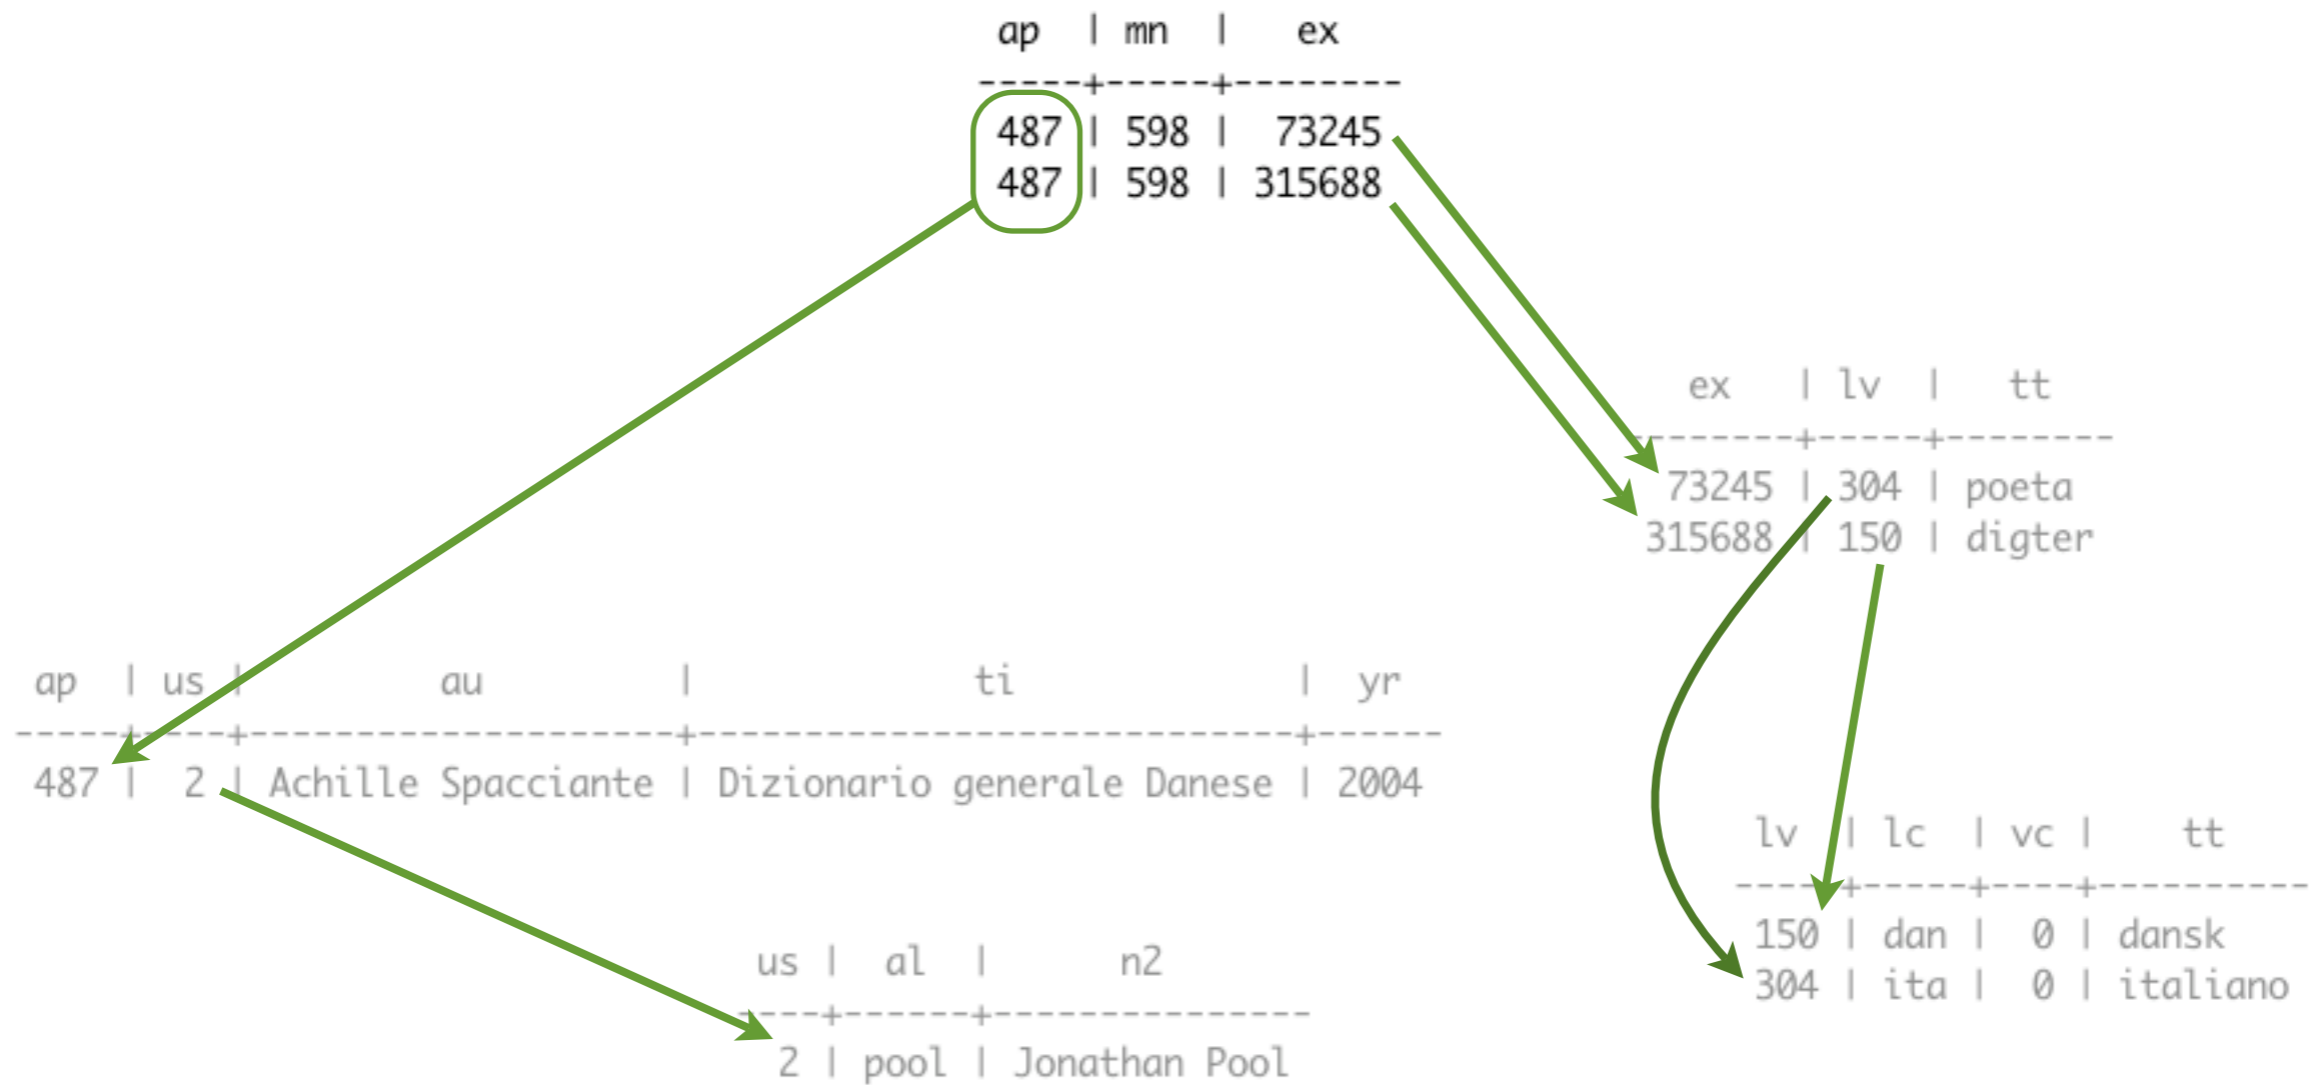 ap | mn | ex
-----+-----+--------
487 | 598 | 73245
487 | 598 | 315688
ex | lv | tt
--------+-----+--------
73245 | 304 | poeta
315688 | 150 | digter
ap | us | au | ti | yr
-----+----+--------------------+----------------------------+------
487 | 2 | Achille Spacciante | Dizionario generale Danese | 2004
lv | lc | vc | tt
-----+-----+----+----------
150 | dan | 0 | dansk
304 | ita | 0 | italiano
us | al | n2
----+------+---------------
2 | pool | Jonathan Pool